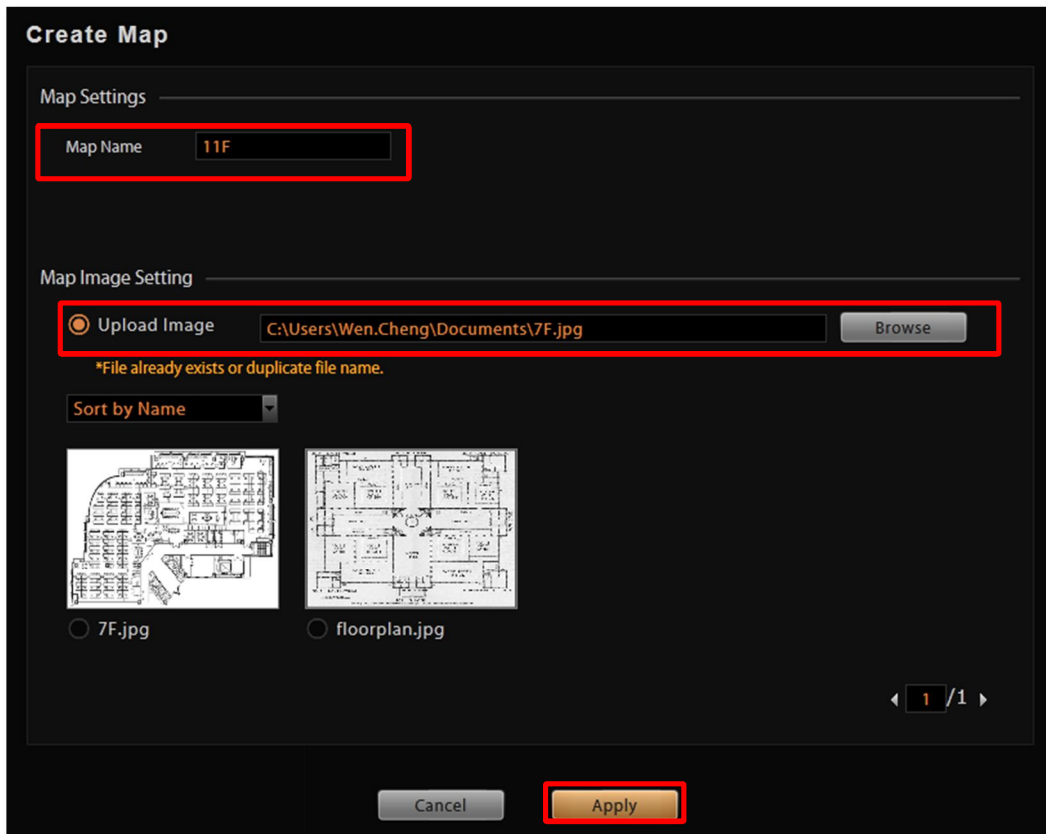 Create Map
Map Settings
Map Name 11F
Map Image Setting
Upload Image C:\Users\Wen.Cheng\Documents\7F.jpg Browse
*File already exists or duplicate file name.
Sort by Name
7F.jpg floorplan.jpg
1 /1
Cancel Apply